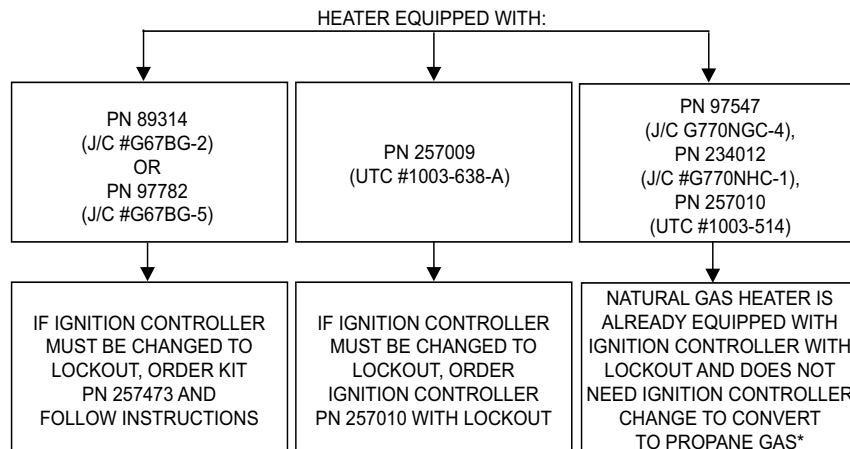 HEATER EQUIPPED WITH:
PN 89314
(J/C #G67BG-2)
OR
PN 97782
(J/C #G67BG-5)
PN 257009
(UTC #1003-638-A)
PN 97547
(J/C G770NGC-4),
PN 234012
(J/C #G770NHC-1),
PN 257010
(UTC #1003-514)
IF IGNITION CONTROLLER
MUST BE CHANGED TO
LOCKOUT, ORDER KIT
PN 257473 AND
FOLLOW INSTRUCTIONS
IF IGNITION CONTROLLER
MUST BE CHANGED TO
LOCKOUT, ORDER
IGNITION CONTROLLER
PN 257010 WITH LOCKOUT
NATURAL GAS HEATER IS
ALREADY EQUIPPED WITH
IGNITION CONTROLLER WITH
LOCKOUT AND DOES NOT
NEED IGNITION CONTROLLER
CHANGE TO CONVERT
TO PROPANE GAS*